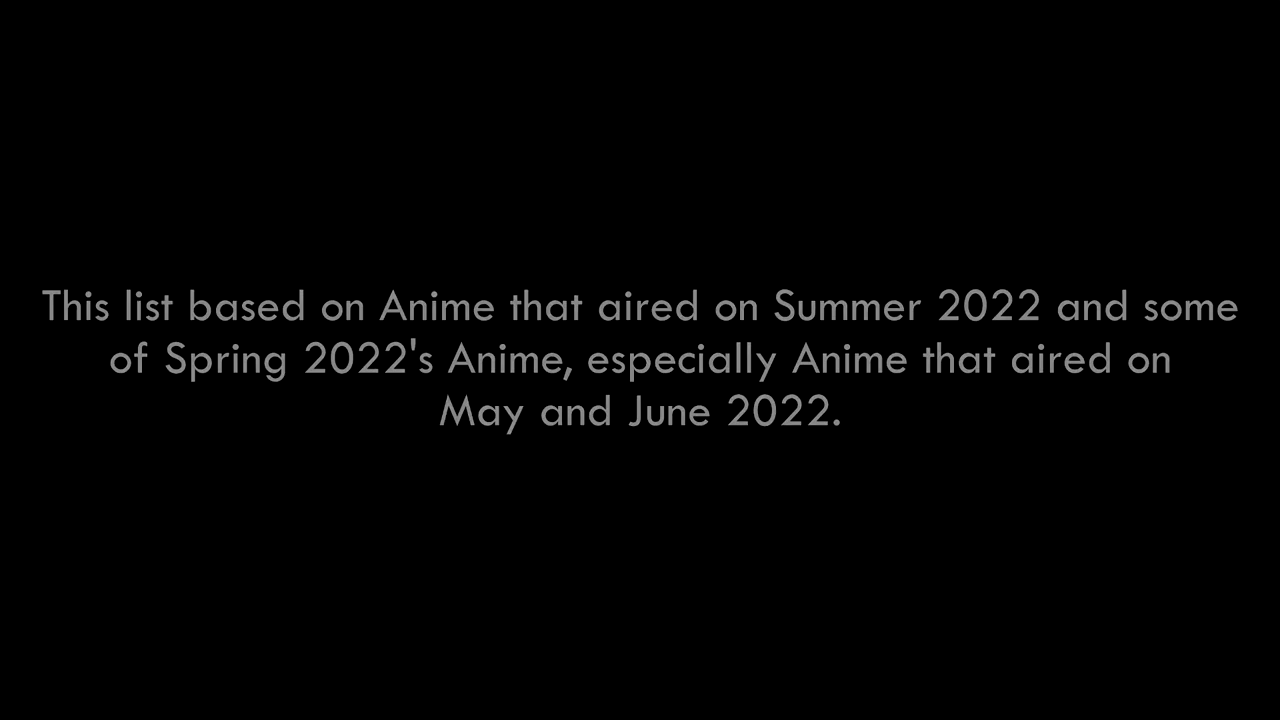 This list based on Anime that aired on Summer 2022 and some
of Spring 2022's Anime, especially Anime that aired on
May and June 2022.